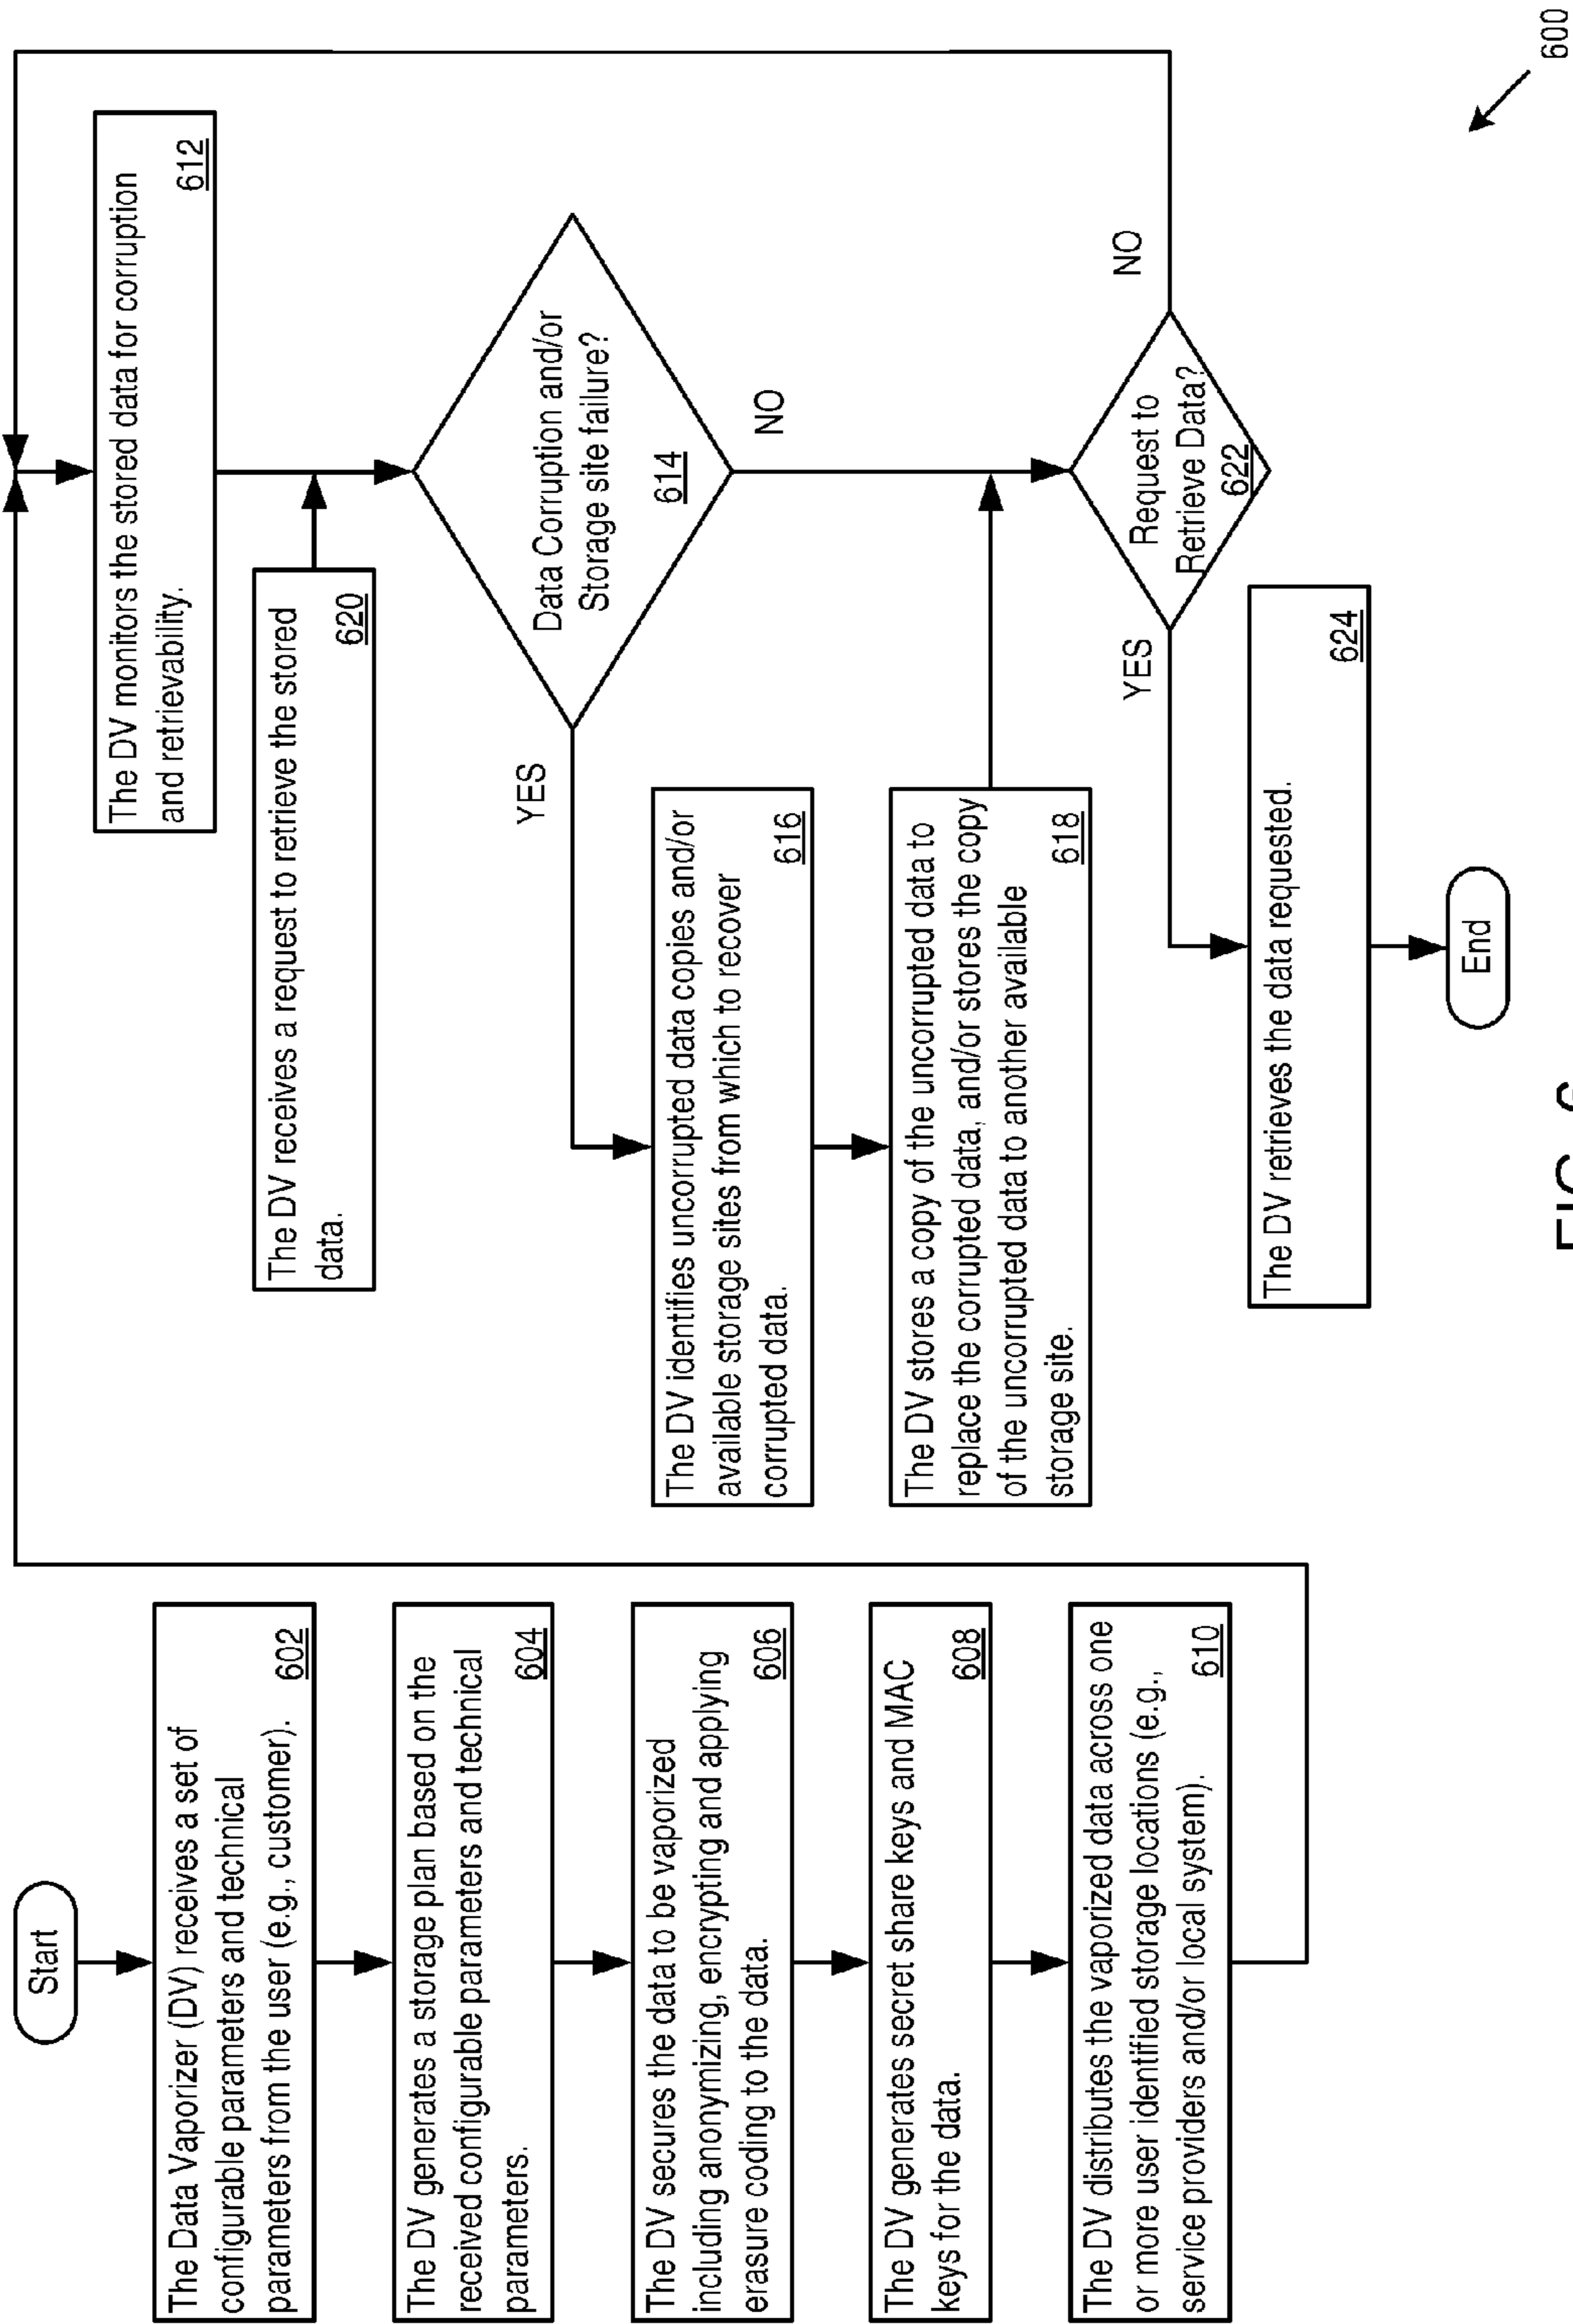 Start
The Data Vaporizer (DV) receives a set of
configurable parameters and technical
parameters from the user (e.g., customer).
602
The DV generates a storage plan based on the
received configurable parameters and technical
parameters.
604
The DV secures the data to be vaporized
including anonymizing, encrypting and applying
erasure coding to the data.
606
The DV generates secret share keys and MAC
keys for the data.
608
The DV distributes the vaporized data across one
or more user identified storage locations (e.g.,
service providers and/or local system).
610
The DV monitors the stored data for corruption
and retrievability.
612
The DV receives a request to retrieve the stored
data.
620
Data Corruption and/or
Storage site failure?
614
YES
NO
The DV identifies uncorrupted data copies and/or
available storage sites from which to recover
corrupted data.
616
The DV stores a copy of the uncorrupted data to
replace the corrupted data, and/or stores the copy
of the uncorrupted data to another available
storage site.
618
Request to
Retrieve Data?
622
YES
NO
The DV retrieves the data requested.
624
End
600